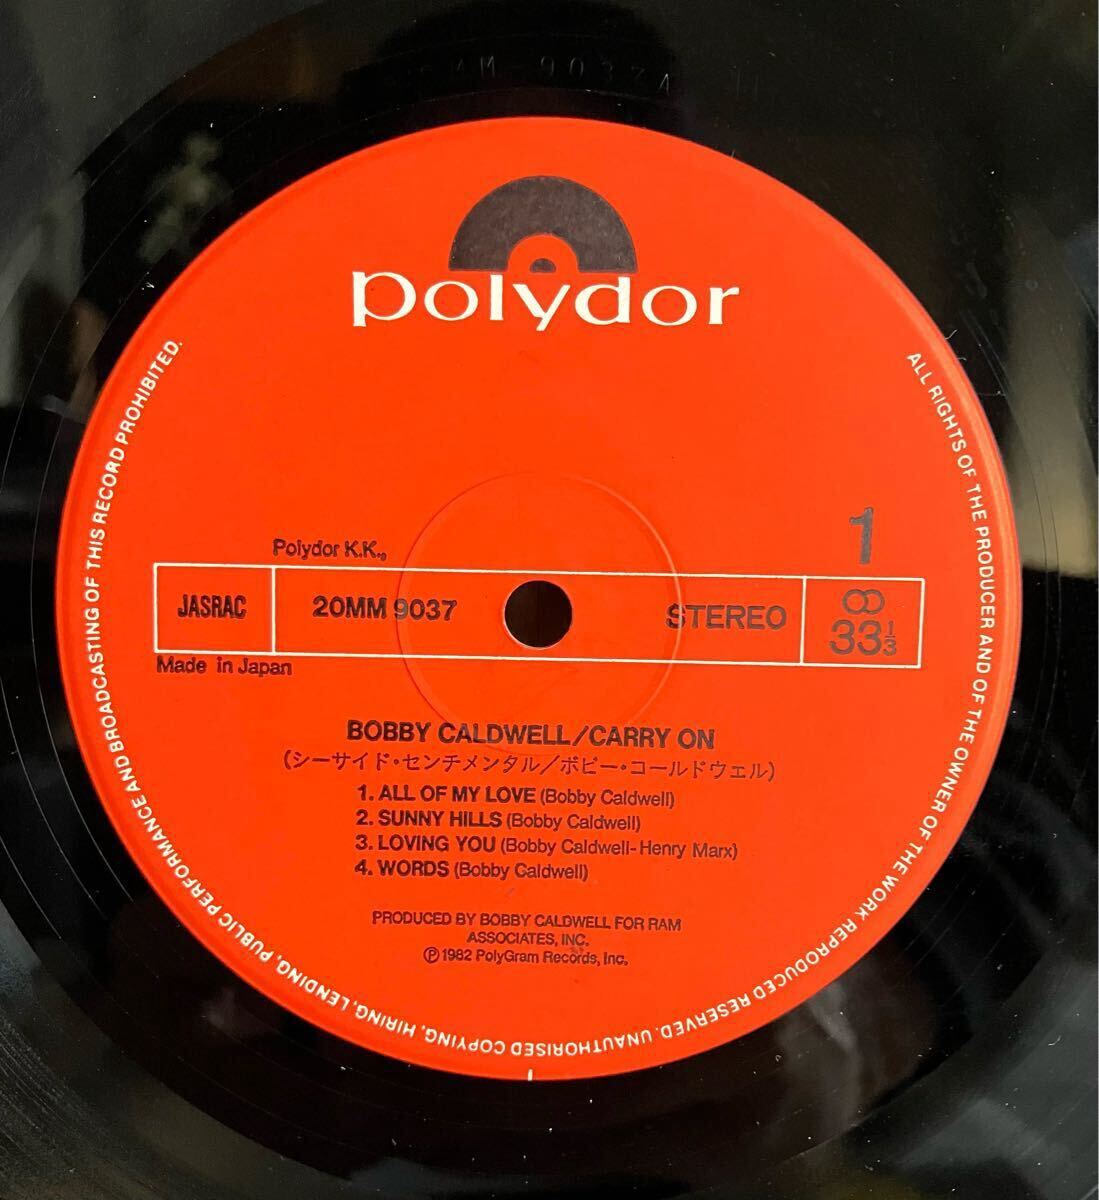 polydor
1
Polydor K.K.,
JASRAC
20MM 9037
STEREO
33 1/3
Made in Japan
BOBBY CALDWELL/CARRY ON
(シーサイド・センチメンタル/ボビー・コールドウェル)
1. ALL OF MY LOVE (Bobby Caldwell)
2. SUNNY HILLS (Bobby Caldwell)
3. LOVING YOU (Bobby Caldwell-Henry Marx)
4. WORDS (Bobby Caldwell)
PRODUCED BY BOBBY CALDWELL FOR RAM
ASSOCIATES, INC.
Ⓟ1982 PolyGram Records, Inc.
ALL RIGHTS OF THE PRODUCER AND OF THE OWNER OF THE WORK REPRODUCED RESERVED. UNAUTHORISED COPYING, HIRING, LENDING, PUBLIC PERFORMANCE AND BROADCASTING OF THIS RECORD PROHIBITED.